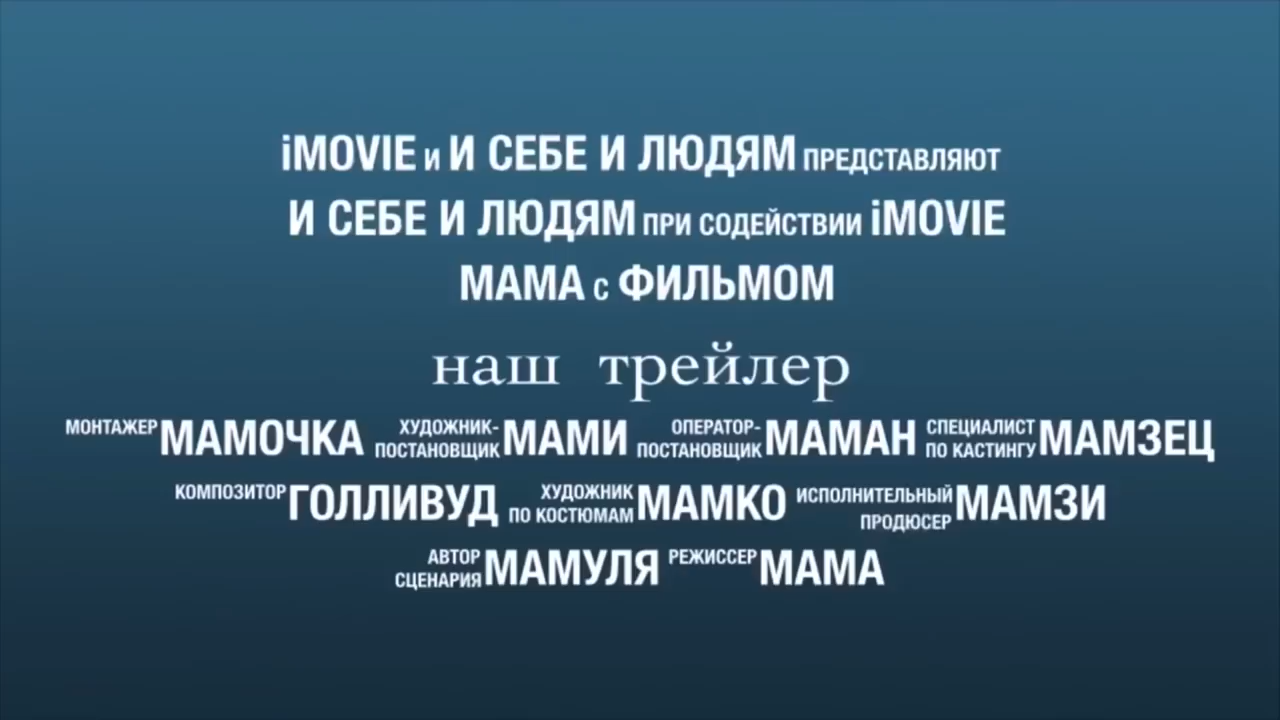 iMOVIE и И СЕБЕ И ЛЮДЯМ ПРЕДСТАВЛЯЮТ
И СЕБЕ И ЛЮДЯМ ПРИ СОДЕЙСТВИИ iMOVIE
МАМА С ФИЛЬМОМ
наш трейлер
МОНТАЖЕР МАМОЧКА ХУДОЖНИК-ПОСТАНОВЩИК МАМИ ОПЕРАТОР-ПОСТАНОВЩИК МАМАН СПЕЦИАЛИСТ ПО КАСТИНГУ МАМЗЕЦ
КОМПОЗИТОР ГОЛЛИВУД ХУДОЖНИК ПО КОСТЮМАМ МАМКО ИСПОЛНИТЕЛЬНЫЙ ПРОДЮСЕР МАМЗИ
АВТОР СЦЕНАРИЯ МАМУЛЯ РЕЖИССЕР МАМА